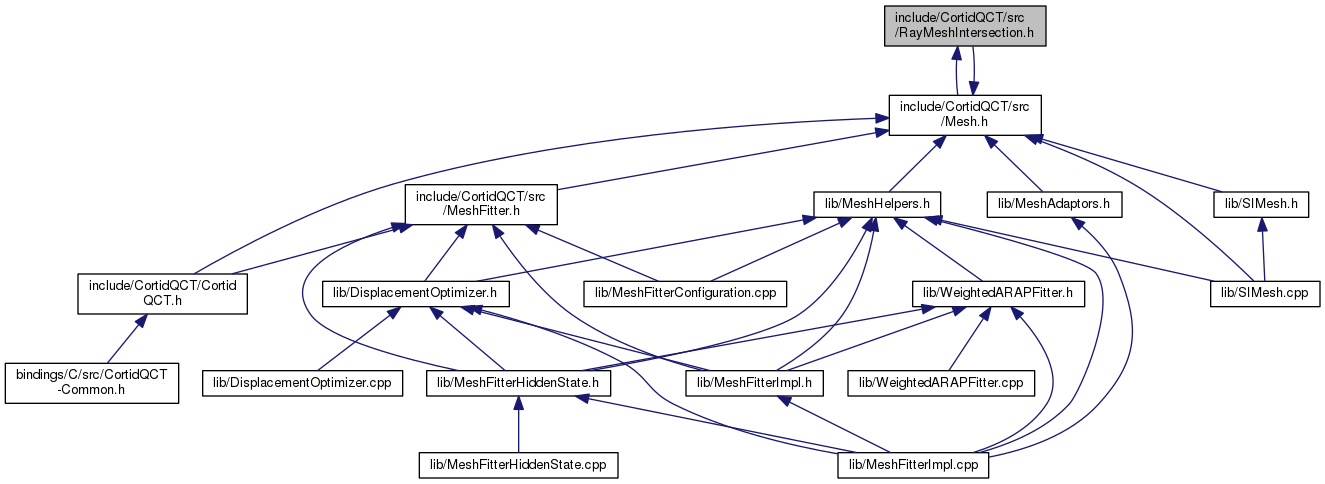 include/CortidQCT/src
/RayMeshIntersection.h
include/CortidQCT/src
/Mesh.h
include/CortidQCT/src
/MeshFitter.h
lib/MeshHelpers.h
lib/MeshAdaptors.h
lib/SIMesh.h
include/CortidQCT/Cortid
QCT.h
lib/DisplacementOptimizer.h
lib/MeshFitterConfiguration.cpp
lib/WeightedARAPFitter.h
lib/SIMesh.cpp
bindings/C/src/CortidQCT
-Common.h
lib/DisplacementOptimizer.cpp
lib/MeshFitterHiddenState.h
lib/MeshFitterImpl.h
lib/WeightedARAPFitter.cpp
lib/MeshFitterHiddenState.cpp
lib/MeshFitterImpl.cpp